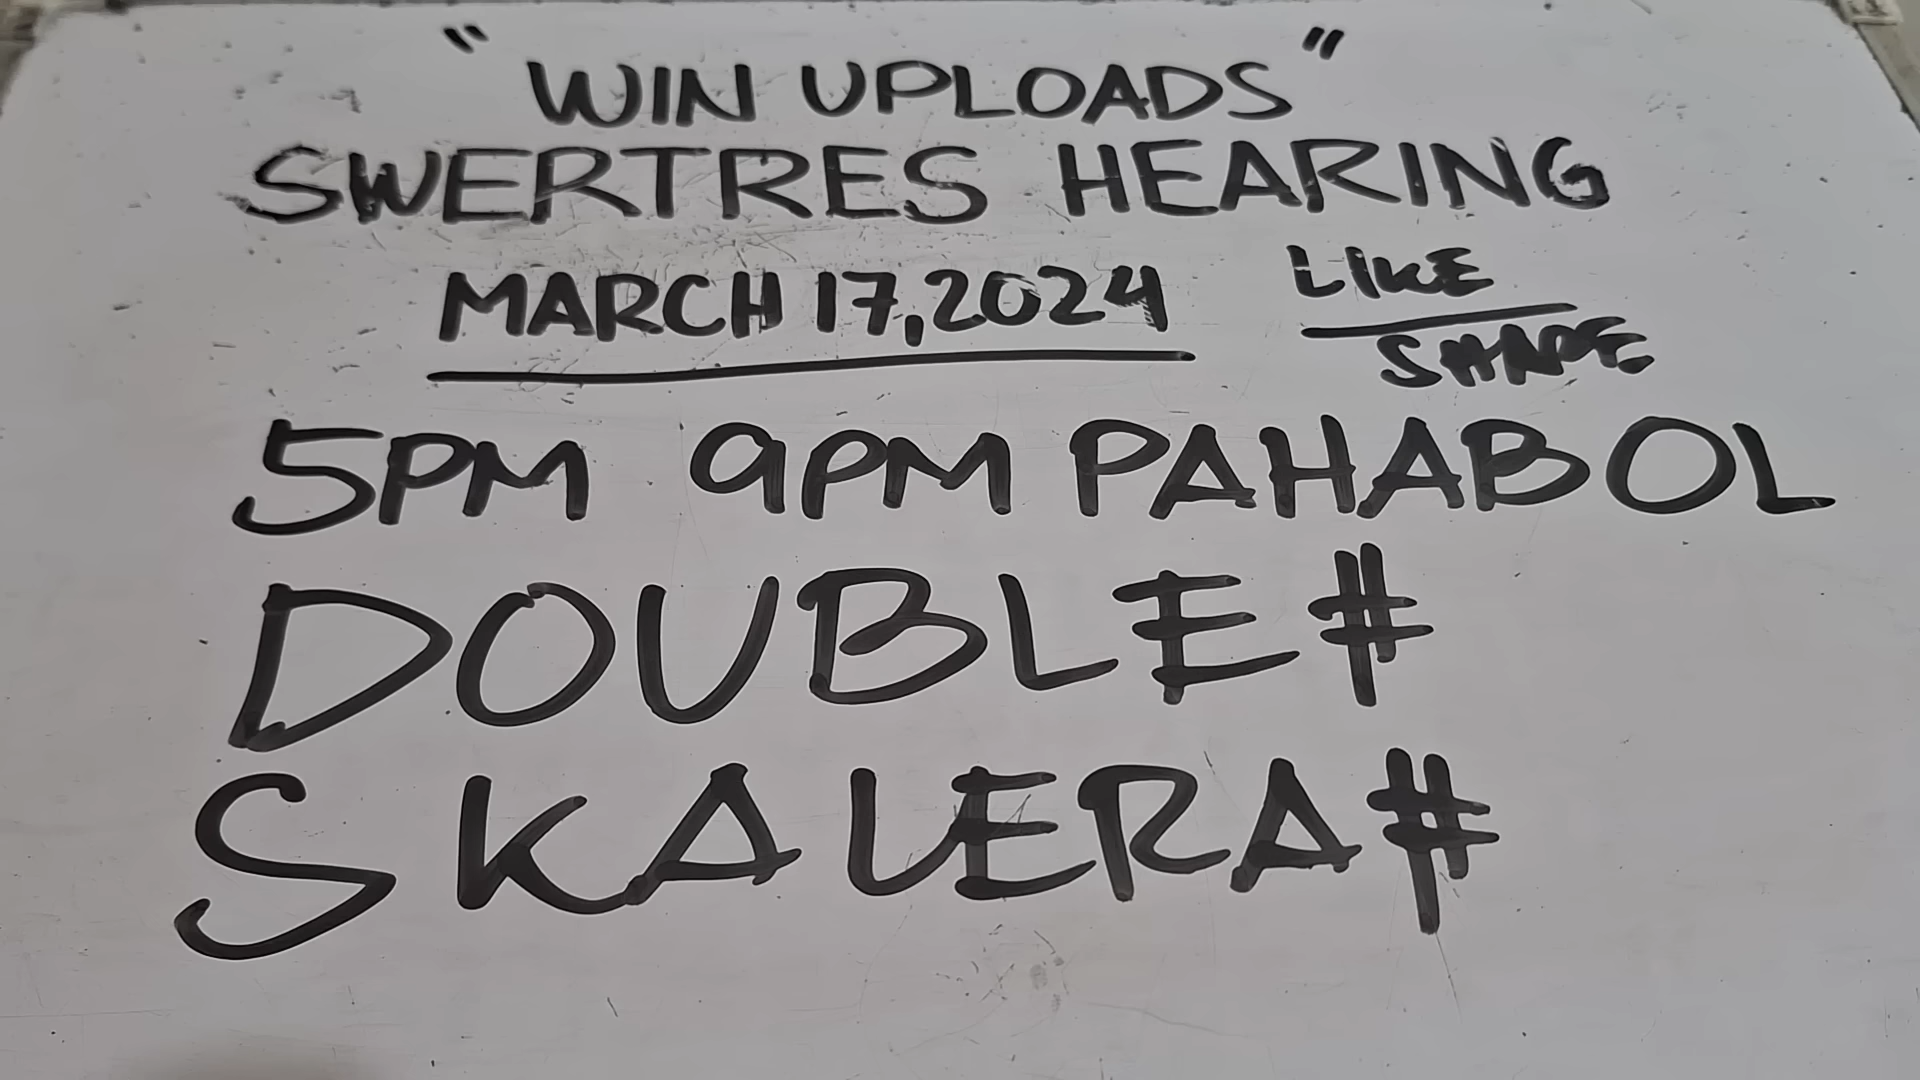 "WIN UPLOADS"
SWERTRES HEARING
MARCH 17, 2024
LIKE
SHARE
5PM 9PM PAHABOL
DOUBLE#
SKALERA#